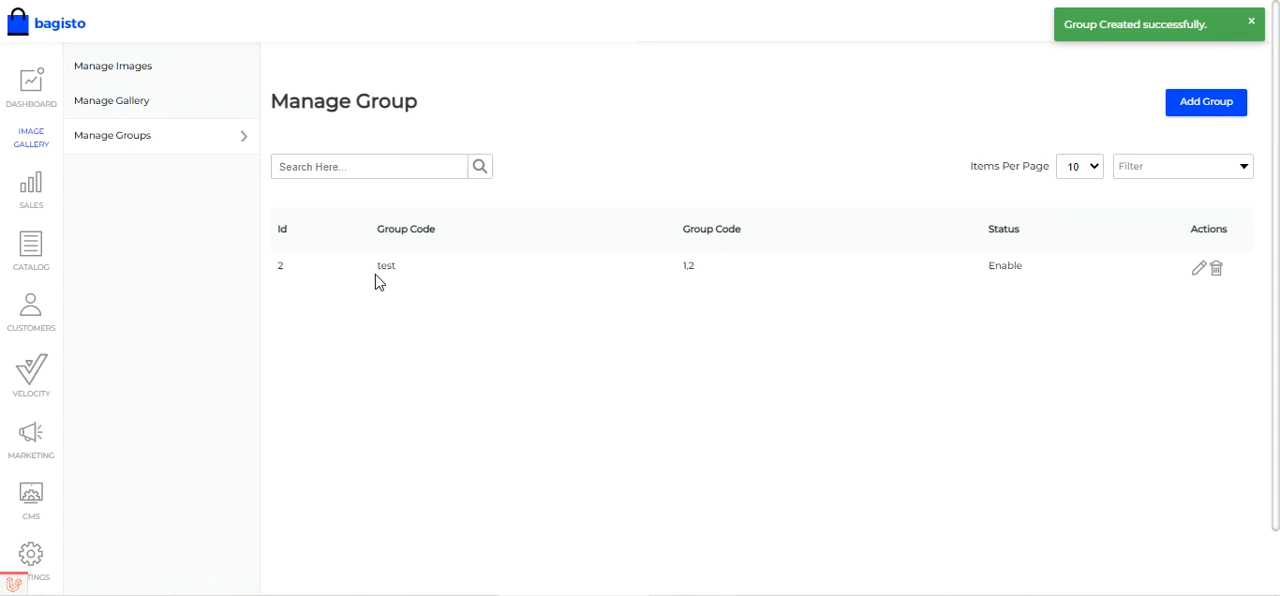 bagisto
Group Created successfully.
×
DASHBOARD
IMAGE
GALLERY
SALES
CATALOG
CUSTOMERS
VELOCITY
MARKETING
CMS
TINGS
Manage Images
Manage Gallery
Manage Groups
Manage Group
Add Group
Search Here...
Items Per Page
10
Filter
Id Group Code Group Code Status Actions
2 test 1,2 Enable